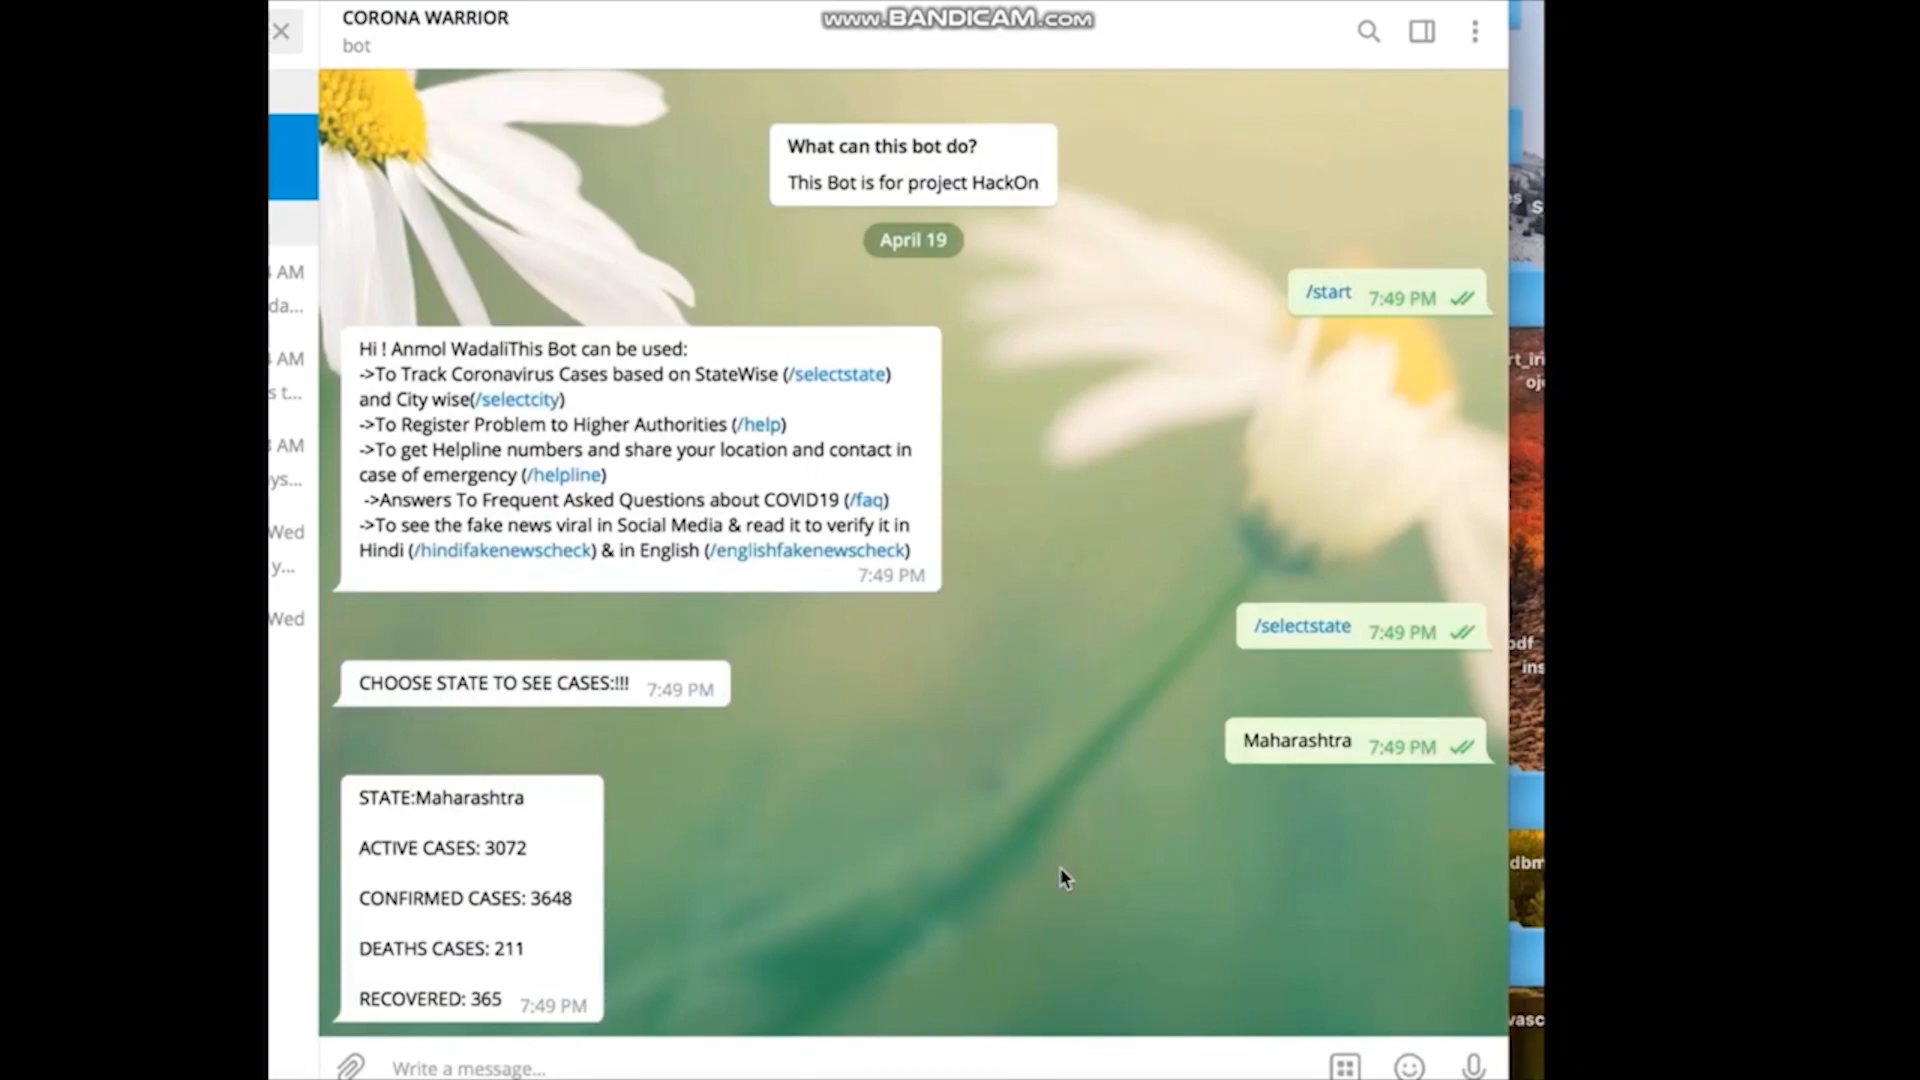 CORONA WARRIOR
bot
www.BANDICAM.com
What can this bot do?
This Bot is for project HackOn
April 19
/start 7:49 PM
Hi ! Anmol WadaliThis Bot can be used:
->To Track Coronavirus Cases based on StateWise (/selectstate)
and City wise(/selectcity)
->To Register Problem to Higher Authorities (/help)
->To get Helpline numbers and share your location and contact in
case of emergency (/helpline)
->Answers To Frequent Asked Questions about COVID19 (/faq)
->To see the fake news viral in Social Media & read it to verify it in
Hindi (/hindifakenewscheck) & in English (/englishfakenewscheck)
7:49 PM
/selectstate 7:49 PM
CHOOSE STATE TO SEE CASES:!!! 7:49 PM
Maharashtra 7:49 PM
STATE:Maharashtra
ACTIVE CASES: 3072
CONFIRMED CASES: 3648
DEATHS CASES: 211
RECOVERED: 365 7:49 PM
Write a message...
AM
da...
AM
s t...
AM
ys...
Wed
y...
Wed